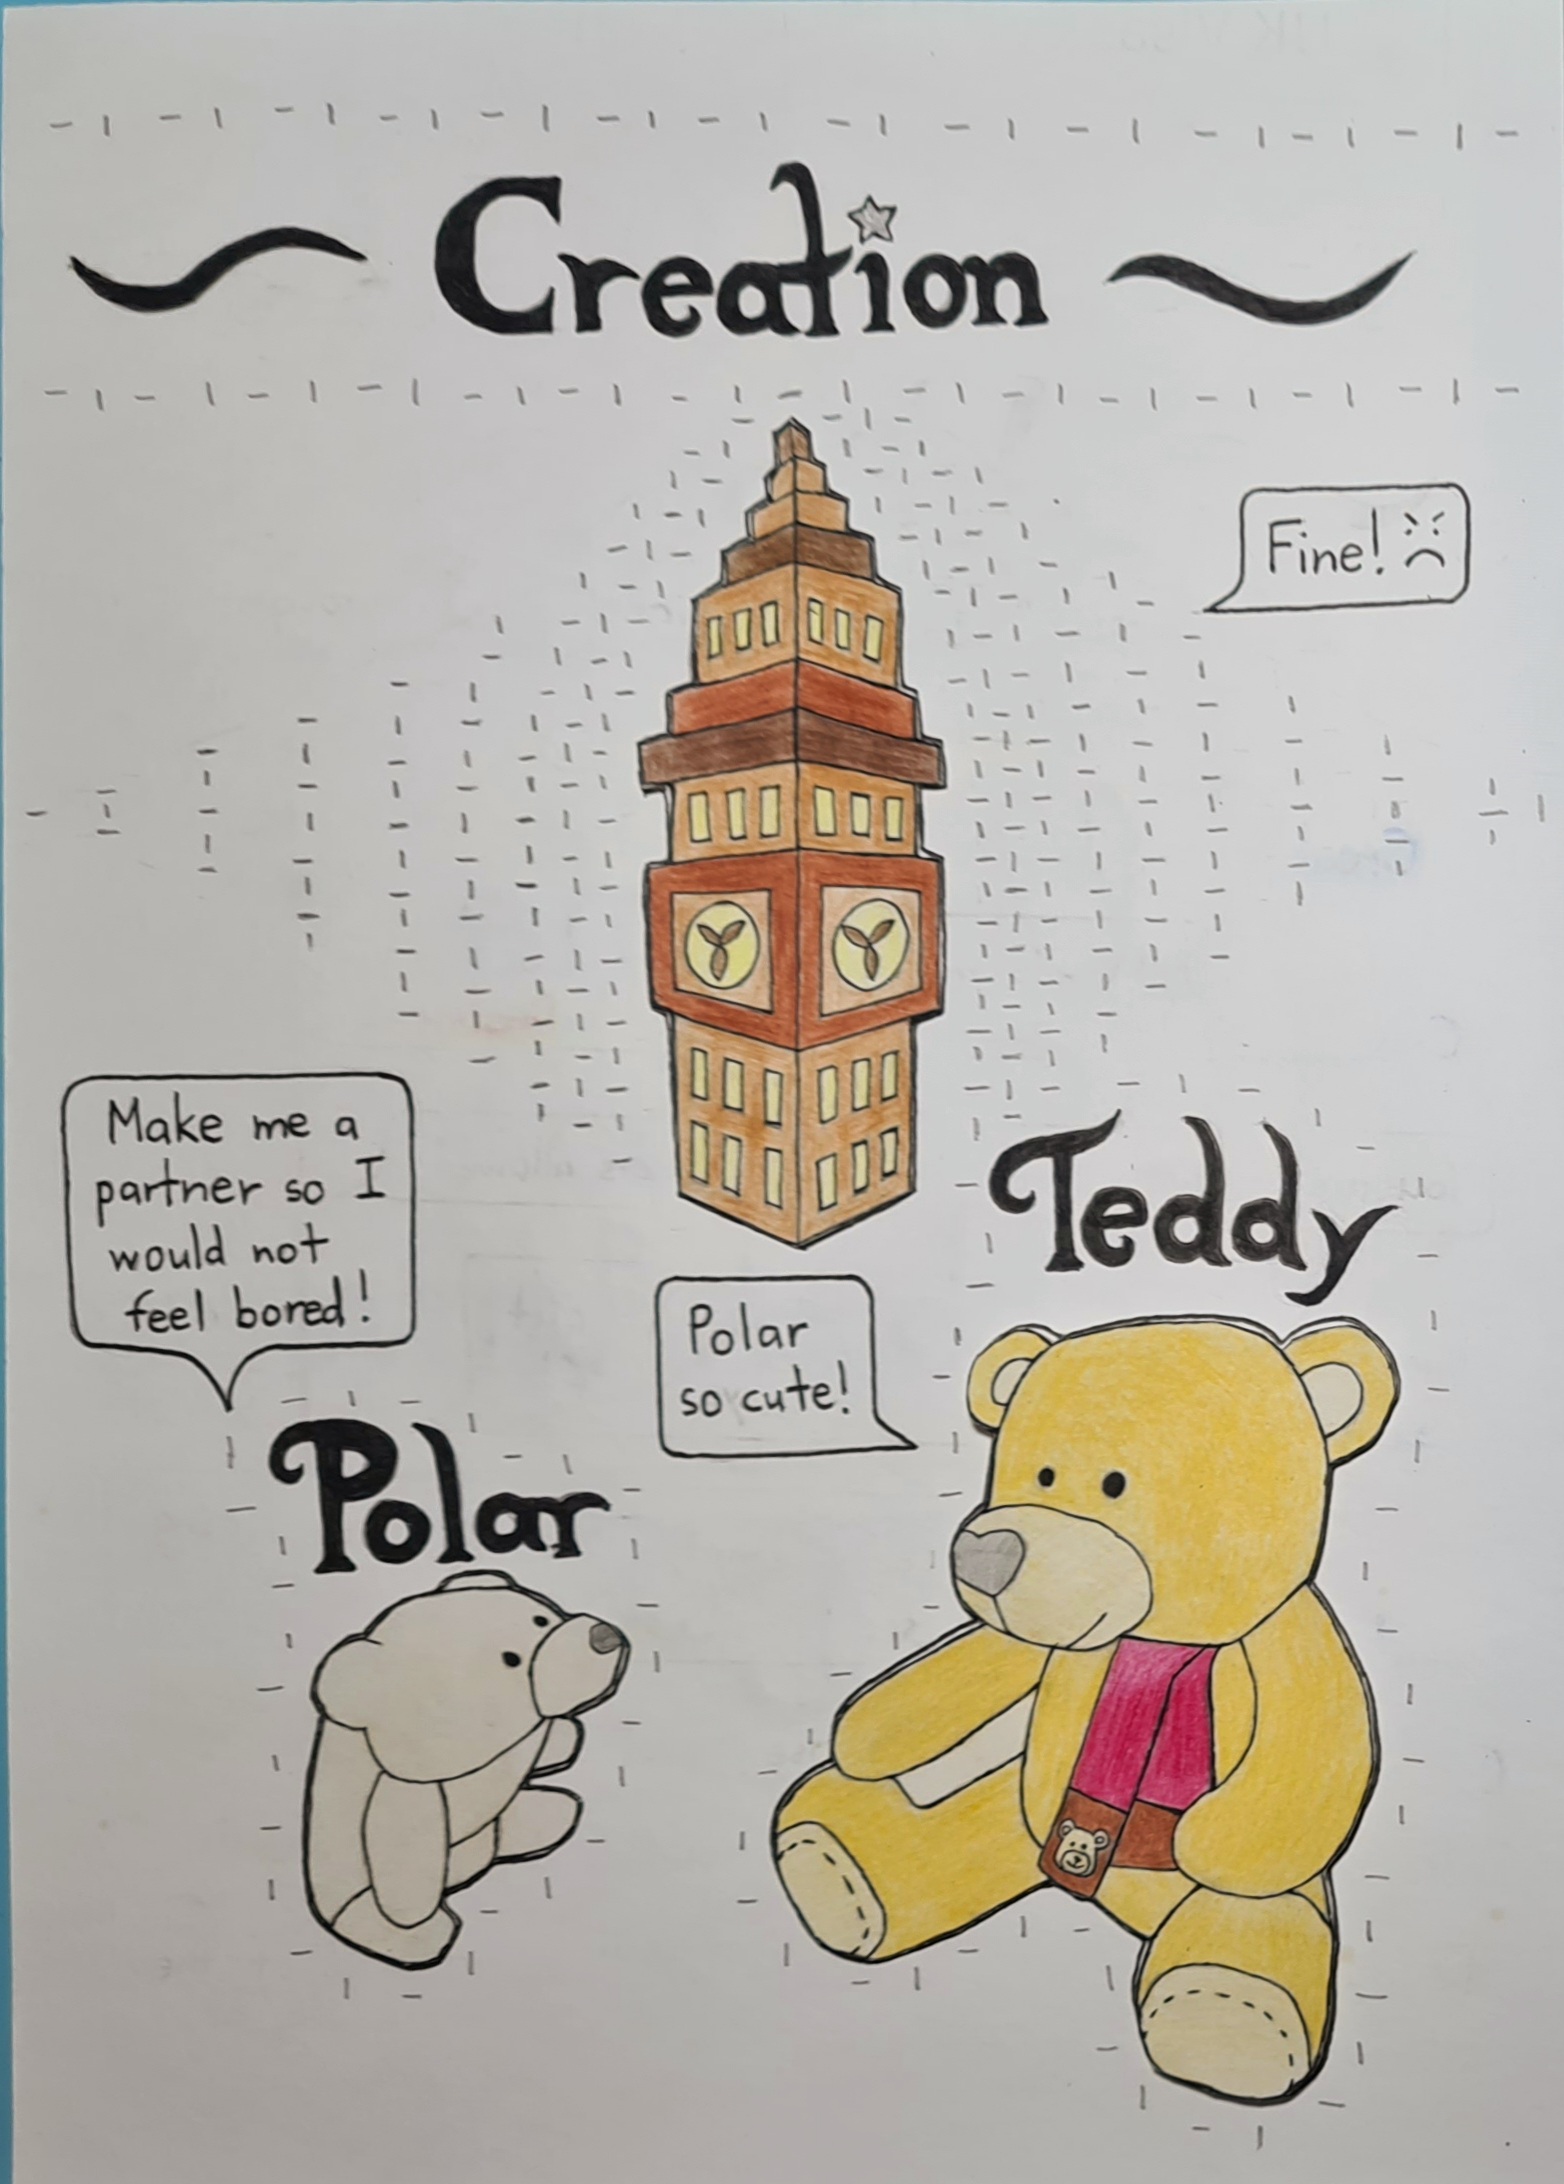 Creation
Fine!
Make me a
partner so I
would not
feel bored!
Teddy
Polar
so cute!
Polar